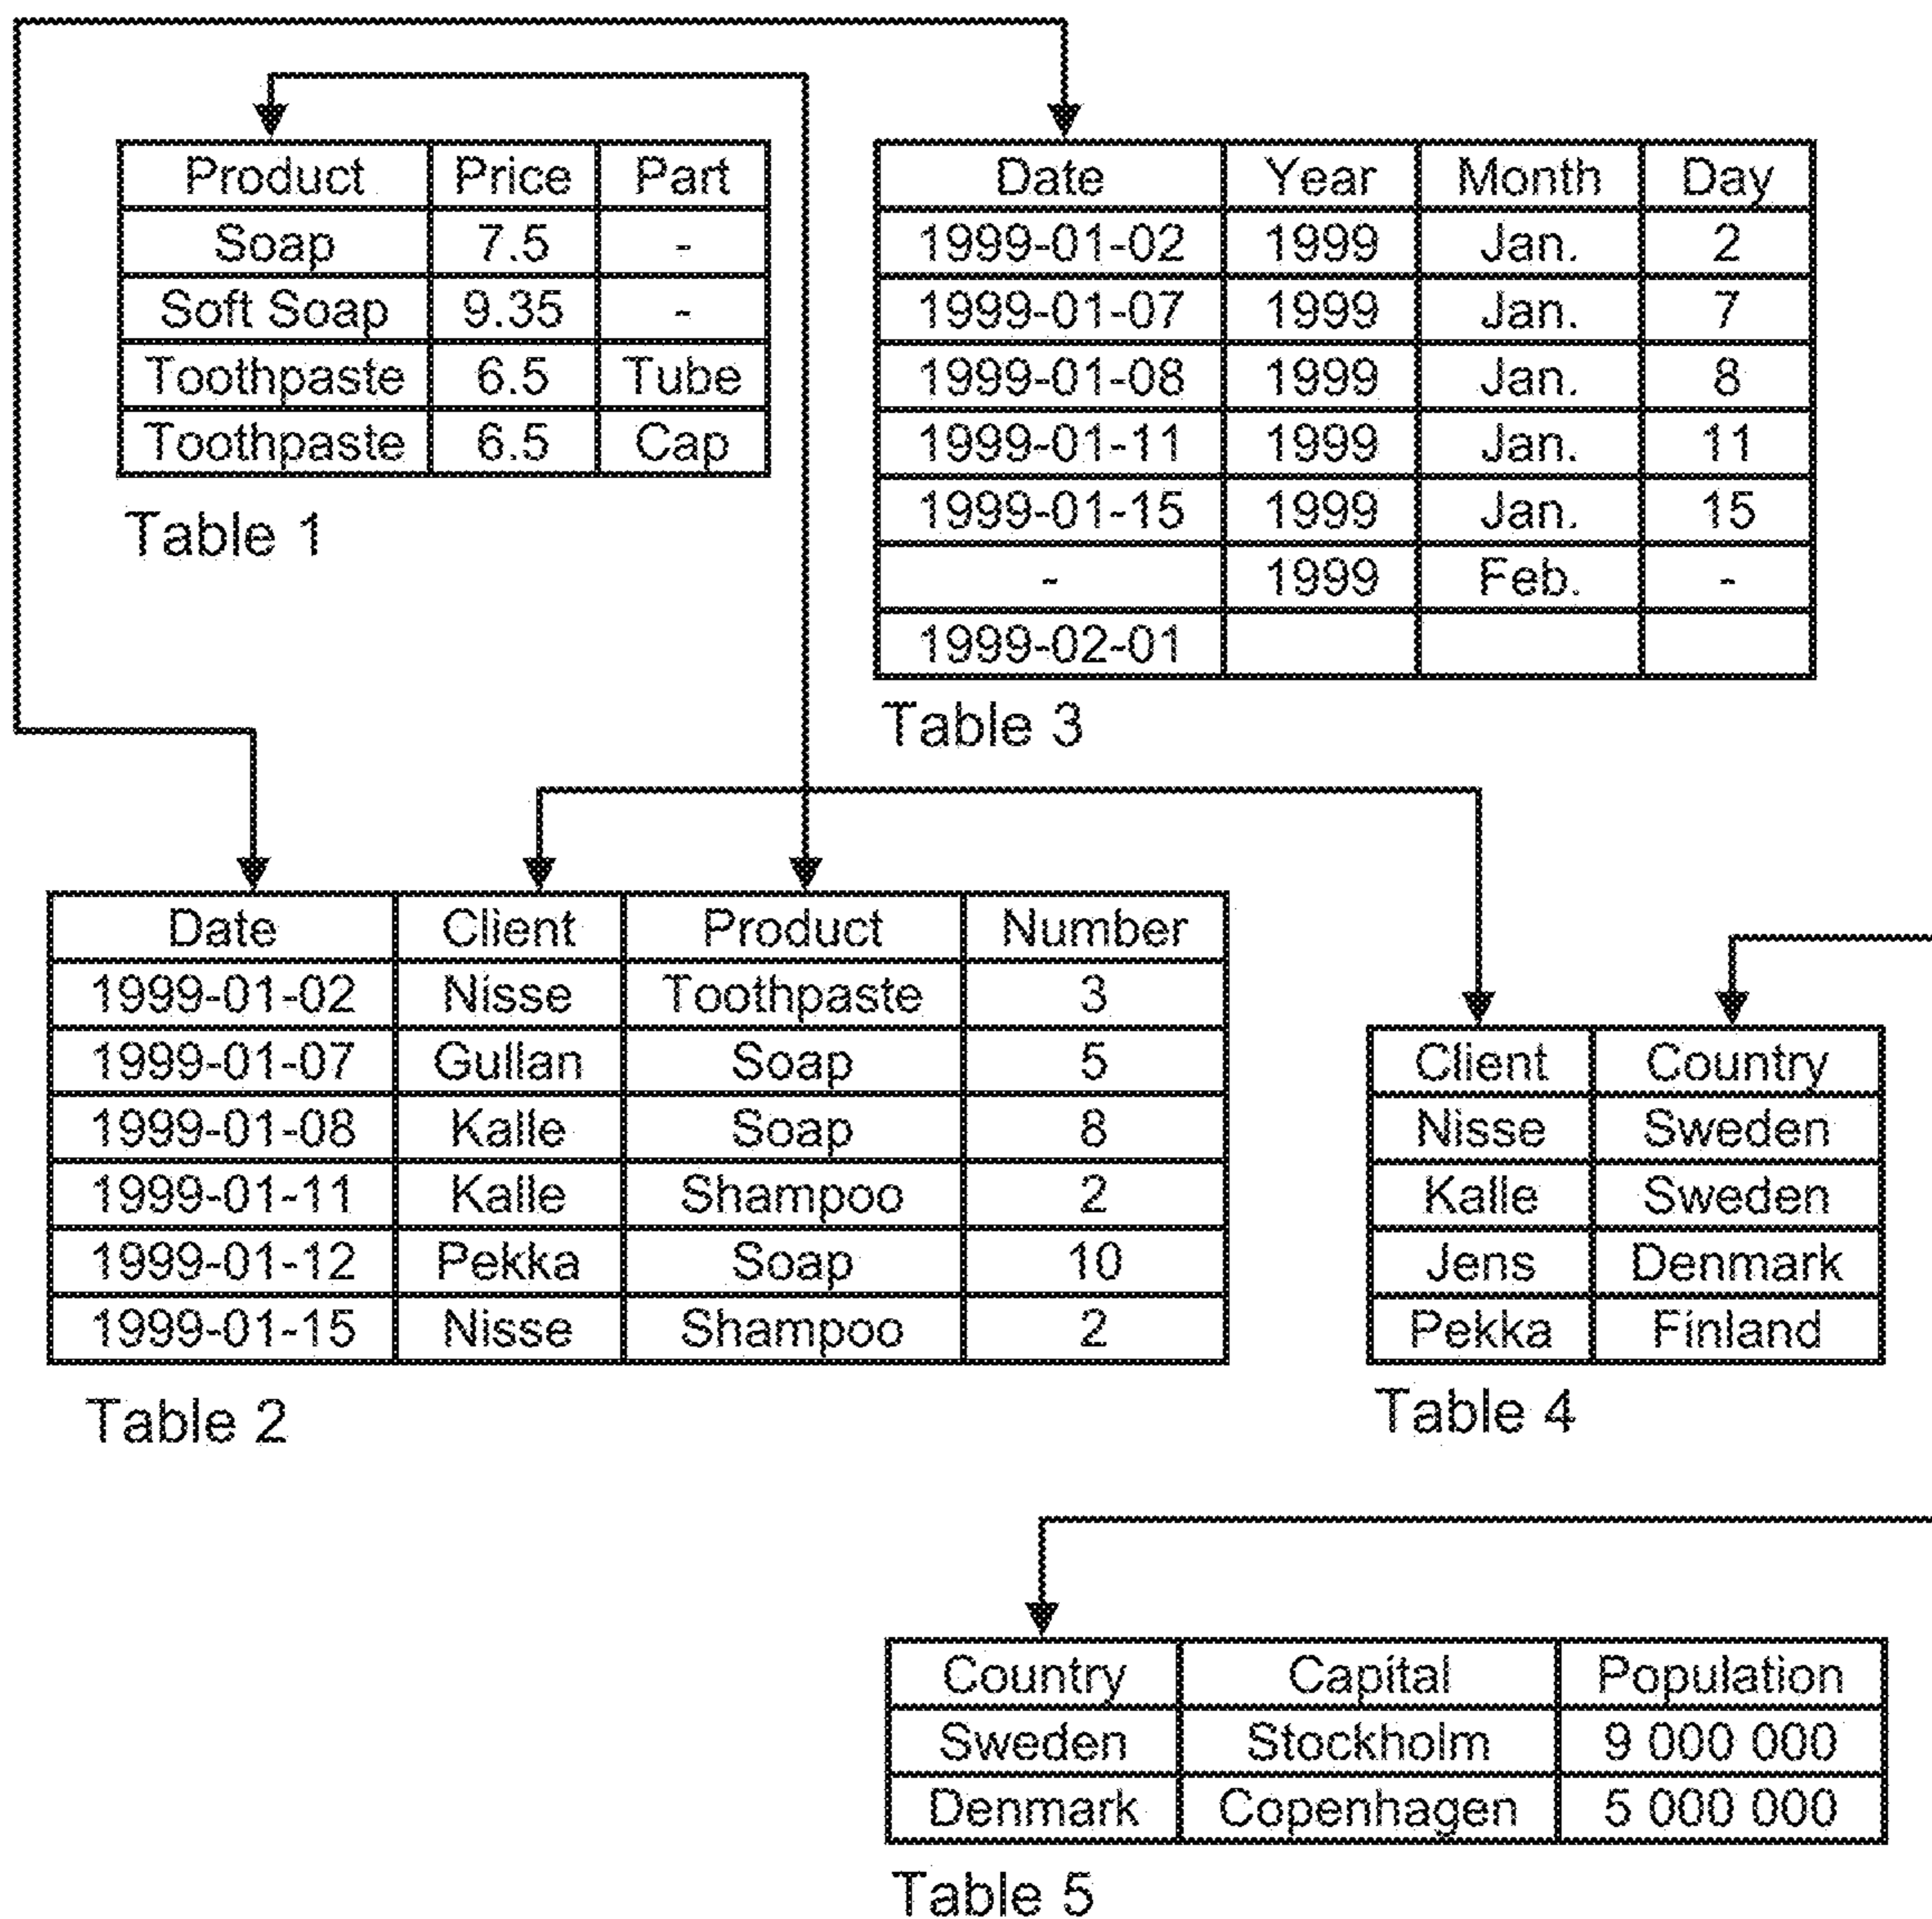 Product Price Part
Soap 7.5 -
Soft Soap 9.35 -
Toothpaste 6.5 Tube
Toothpaste 6.5 Cap
Table 1
Date Year Month Day
1999-01-02 1999 Jan. 2
1999-01-07 1999 Jan. 7
1999-01-08 1999 Jan. 8
1999-01-11 1999 Jan. 11
1999-01-15 1999 Jan. 15
- 1999 Feb. -
1999-02-01
Table 3
Date Client Product Number
1999-01-02 Nisse Toothpaste 3
1999-01-07 Gullan Soap 5
1999-01-08 Kalle Soap 8
1999-01-11 Kalle Shampoo 2
1999-01-12 Pekka Soap 10
1999-01-15 Nisse Shampoo 2
Table 2
Client Country
Nisse Sweden
Kalle Sweden
Jens Denmark
Pekka Finland
Table 4
Country Capital Population
Sweden Stockholm 9 000 000
Denmark Copenhagen 5 000 000
Table 5